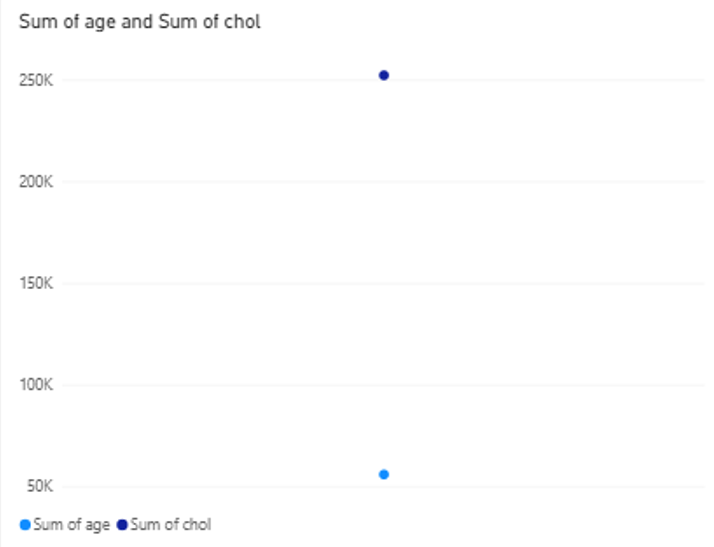 Sum of age and Sum of chol
250K
200K
150K
100K
50K
Sum of age Sum of chol